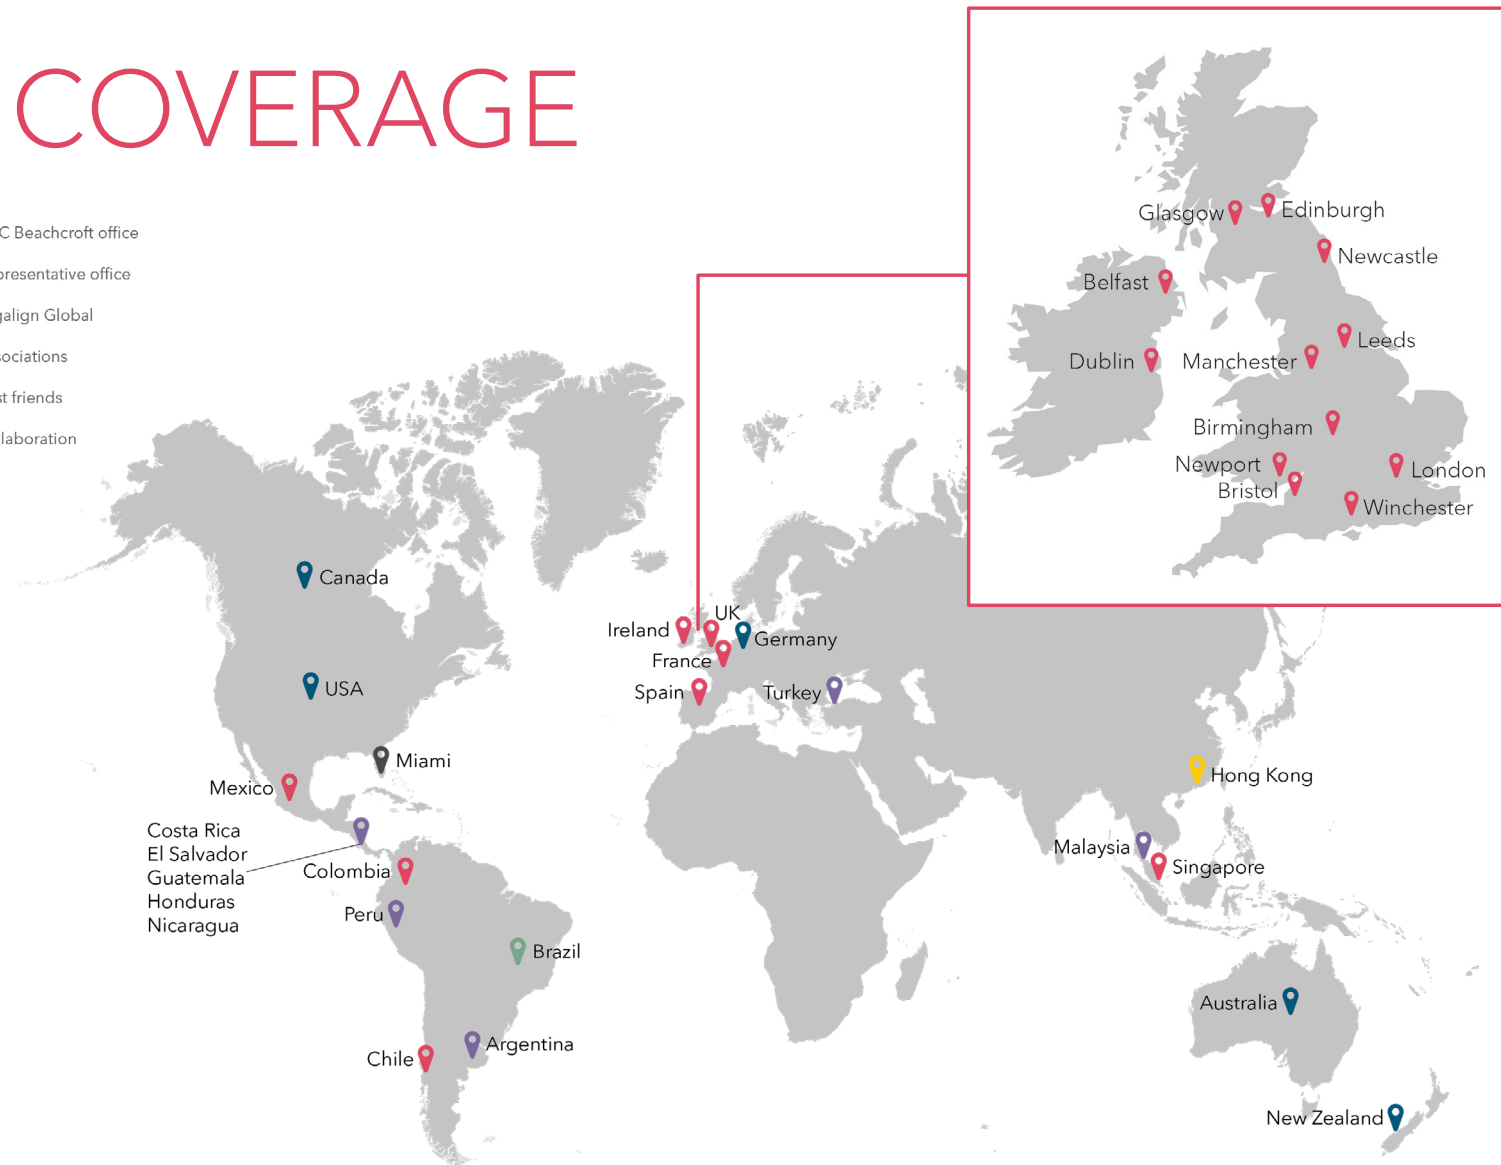 COVERAGE
C Beachcroft office
presentative office
galign Global
sociations
st friends
laboration
Glasgow
Edinburgh
Newcastle
Belfast
Leeds
Dublin
Manchester
Birmingham
Newport
London
Bristol
Winchester
Canada
UK
Ireland
Germany
France
USA
Spain
Turkey
Miami
Hong Kong
Mexico
Costa Rica
El Salvador
Guatemala
Honduras
Nicaragua
Colombia
Malaysia
Singapore
Peru
Brazil
Australia
Argentina
Chile
New Zealand